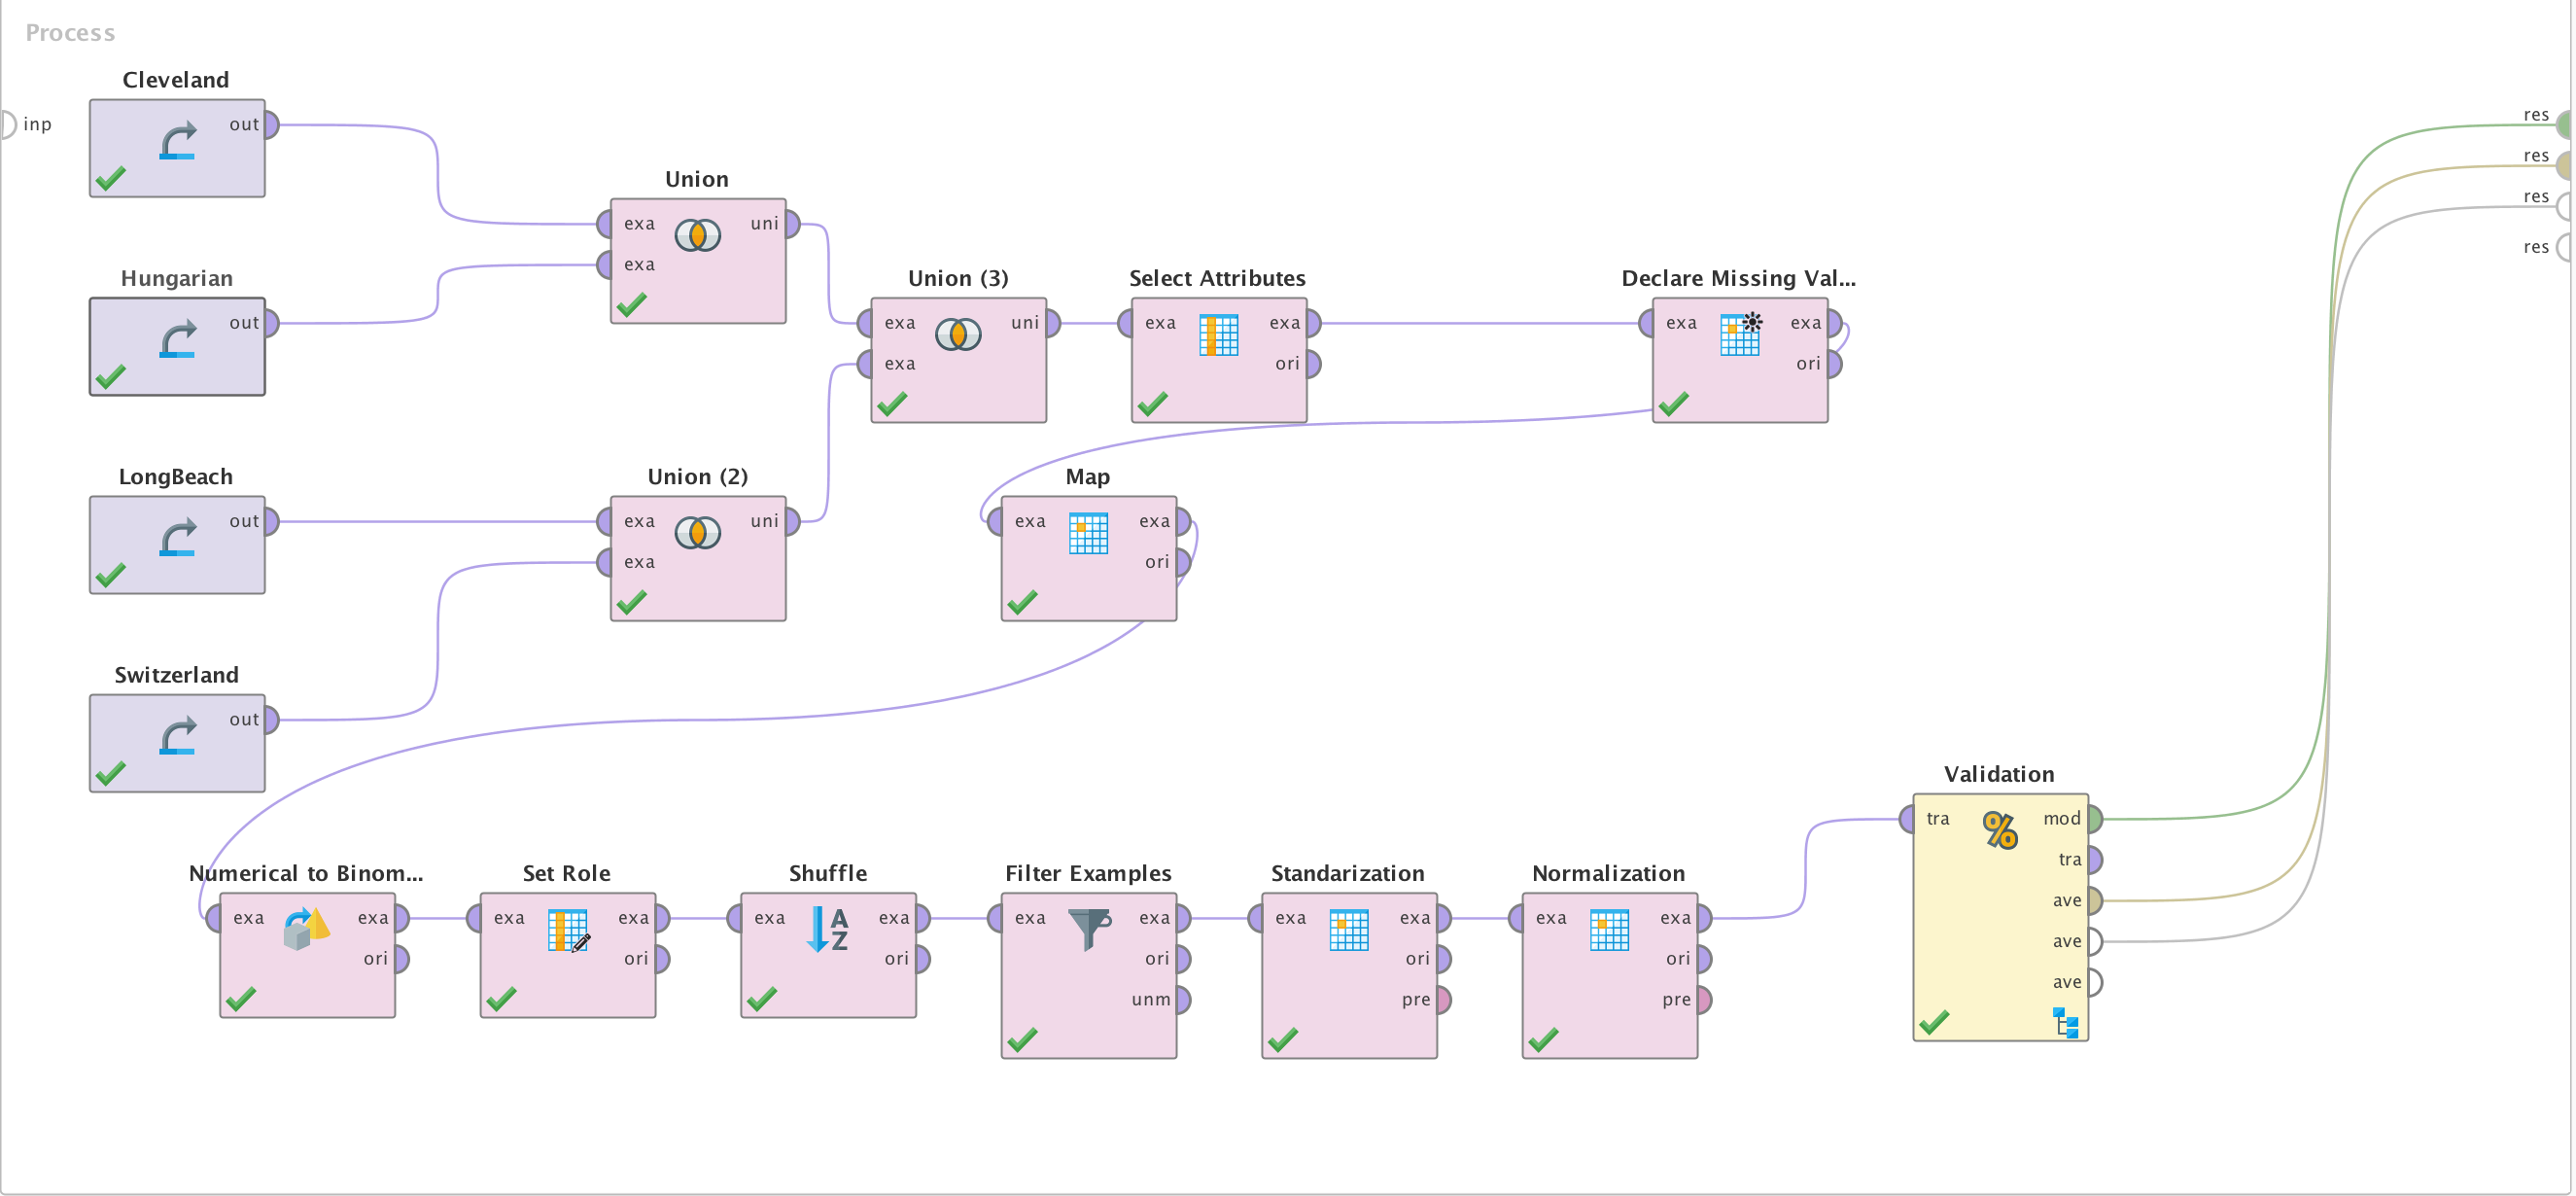 Process
inp
Cleveland
out
Hungarian
out
LongBeach
out
Switzerland
out
Union
exa uni
exa
Union (2)
exa uni
exa
Union (3)
exa uni
exa
Select Attributes
exa exa
ori
Declare Missing Val...
exa exa
ori
Map
exa exa
ori
Numerical to Binom...
exa exa
ori
Set Role
exa exa
ori
Shuffle
exa exa
ori
A
Z
Filter Examples
exa exa
ori
unm
Standarization
exa exa
ori
pre
Normalization
exa exa
ori
pre
Validation
tra % mod
tra
ave
ave
ave
res
res
res
res